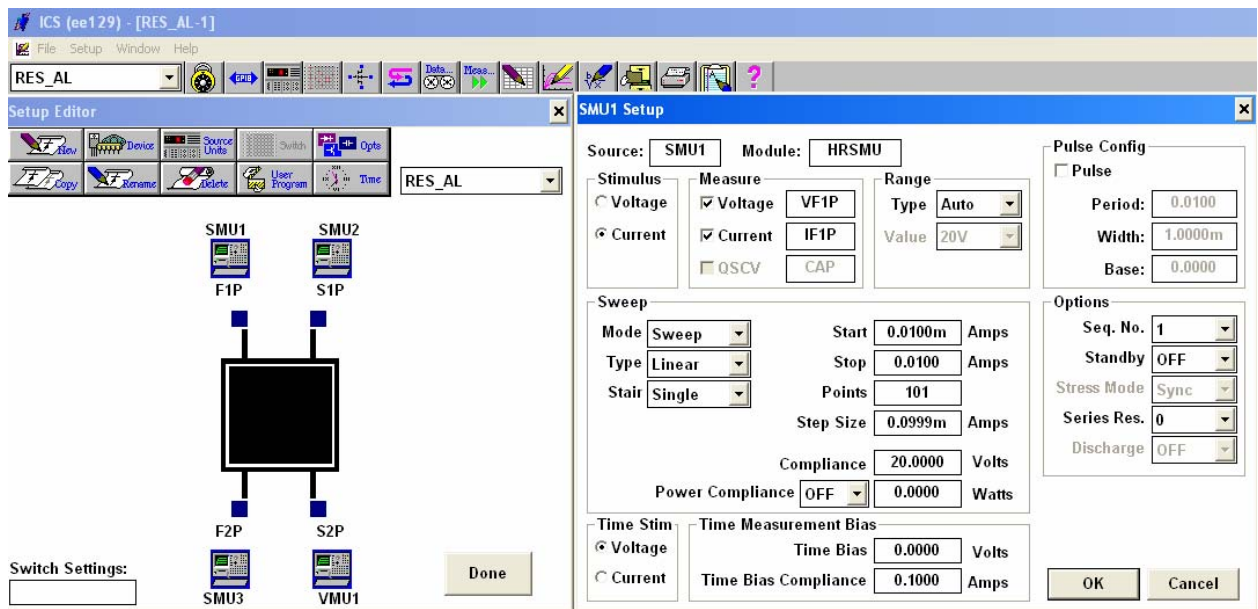 ICS (ee129) - [RES_AL-1]
File Setup Window Help
RES_AL
GPIB
Data...
Meas...
Setup Editor
New Device Source Units Switch Opts
Copy Rename Delete User Program Time
RES_AL
SMU1 SMU2
F1P S1P
F2P S2P
SMU3 VMU1
Switch Settings:
Done
SMU1 Setup
Source: SMU1 Module: HRSMU
Stimulus
Voltage
Current
Measure
Voltage VF1P
Current IF1P
QSCV CAP
Range
Type Auto
Value 20V
Pulse Config
Pulse
Period: 0.0100
Width: 1.0000m
Base: 0.0000
Sweep
Mode Sweep
Type Linear
Stair Single
Start 0.0100m Amps
Stop 0.0100 Amps
Points 101
Step Size 0.0999m Amps
Compliance 20.0000 Volts
Power Compliance OFF 0.0000 Watts
Options
Seq. No. 1
Standby OFF
Stress Mode Sync
Series Res. 0
Discharge OFF
Time Stim
Voltage
Current
Time Measurement Bias
Time Bias 0.0000 Volts
Time Bias Compliance 0.1000 Amps
OK Cancel